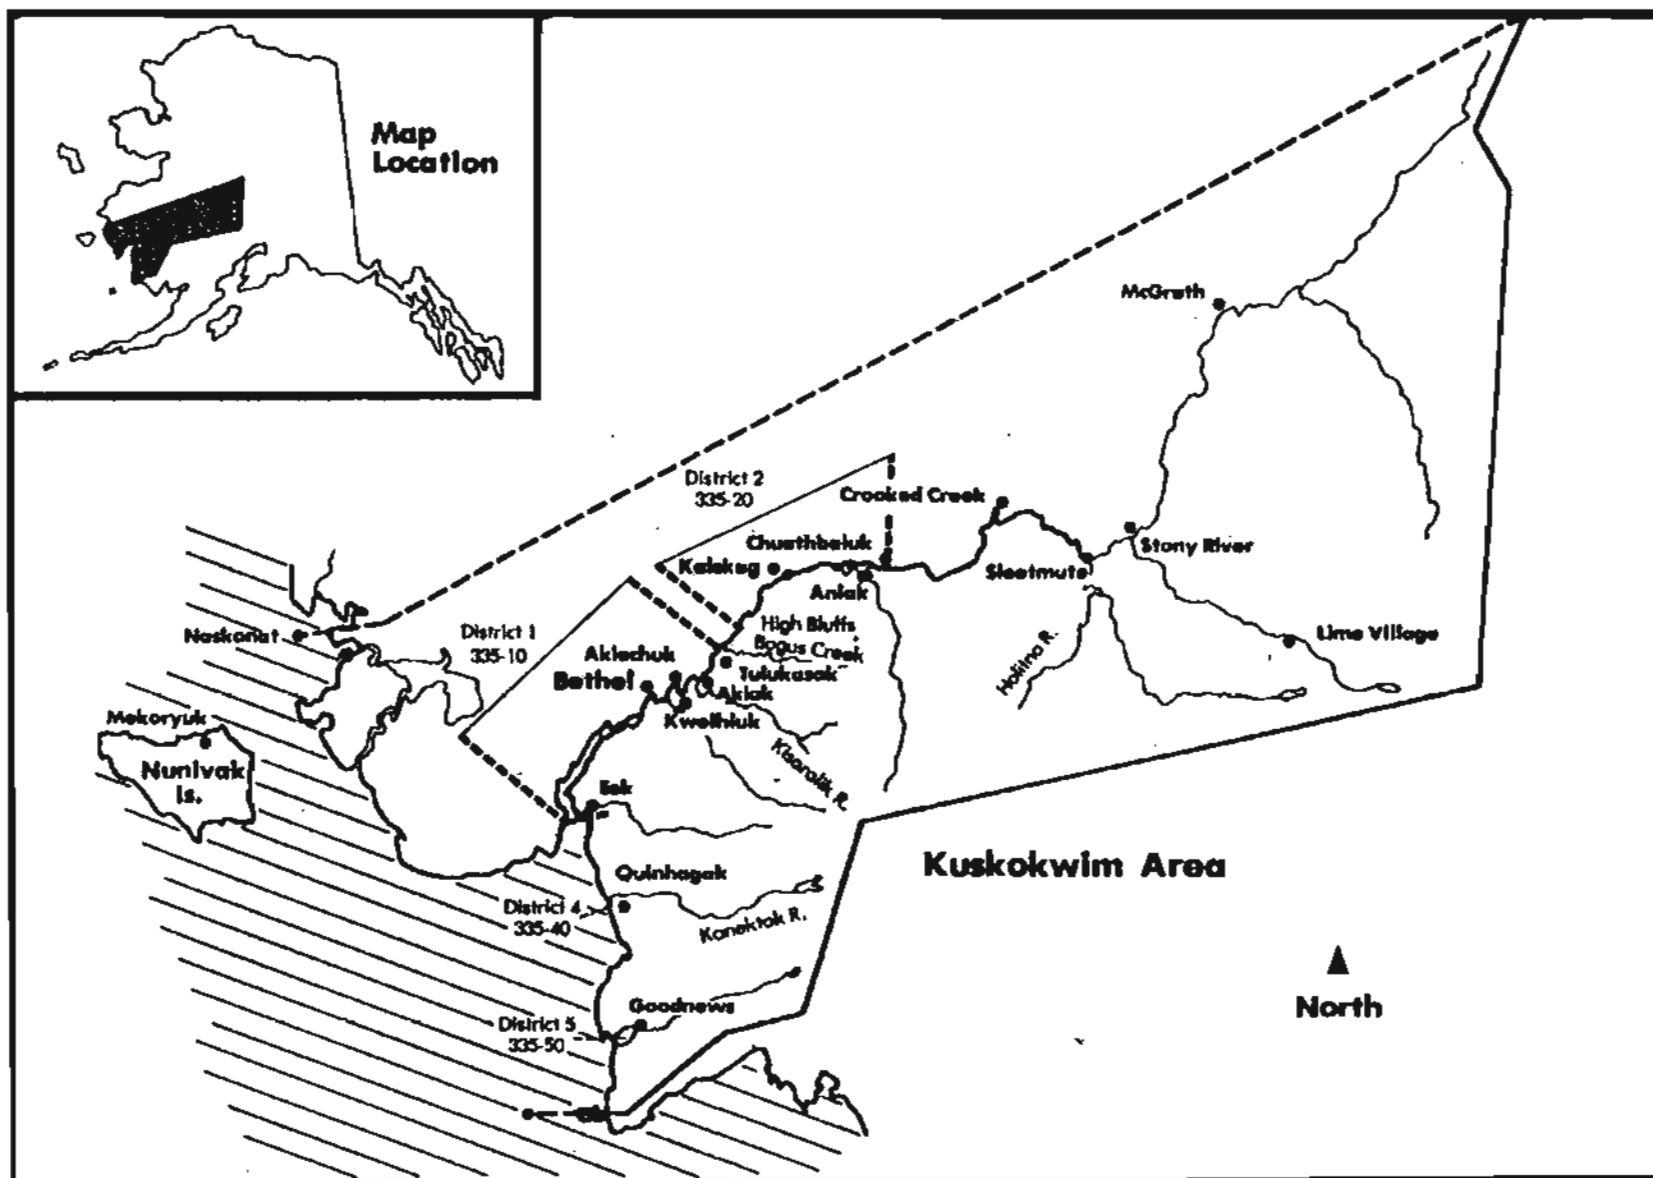 Map
Location
McGrath
District 2
335-20
Crooked Creek
Chuathbaluk
Stony River
Kalskag
Sleetmute
Aniak
High Bluffs
Naskonat
District 1
335-10
Lime Village
Bogus Creek
Akiachuk
Tuluksak
Holitna R.
Bethel
Akiak
Mekoryuk
Kwethluk
Nunivak
Is.
Kisaralik R.
Eek
Kuskokwim Area
Quinhagak
District 4
335-40
Kanektok R.
Goodnews
North
District 5
335-50